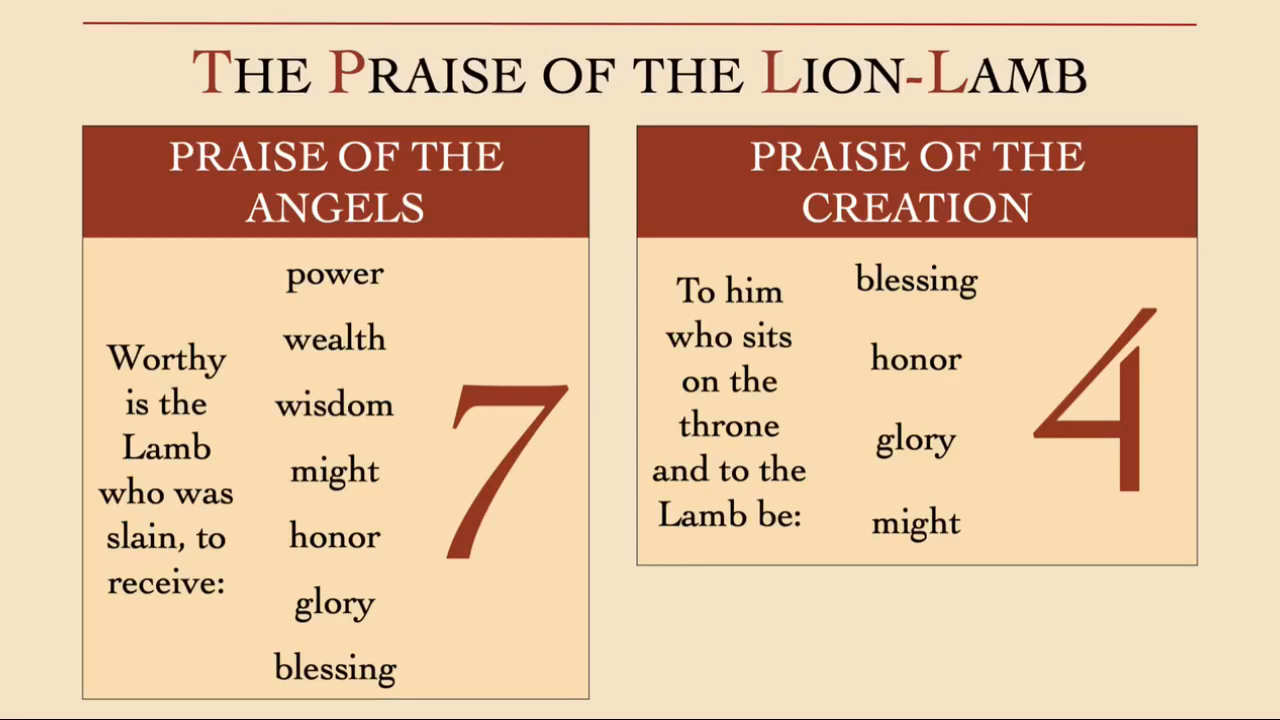 THE PRAISE OF THE LION-LAMB
PRAISE OF THE
ANGELS
Worthy
is the
Lamb
who was
slain, to
receive:
power
wealth
wisdom
might
honor
glory
blessing
7
PRAISE OF THE
CREATION
To him
who sits
on the
throne
and to the
Lamb be:
blessing
honor
glory
might
4